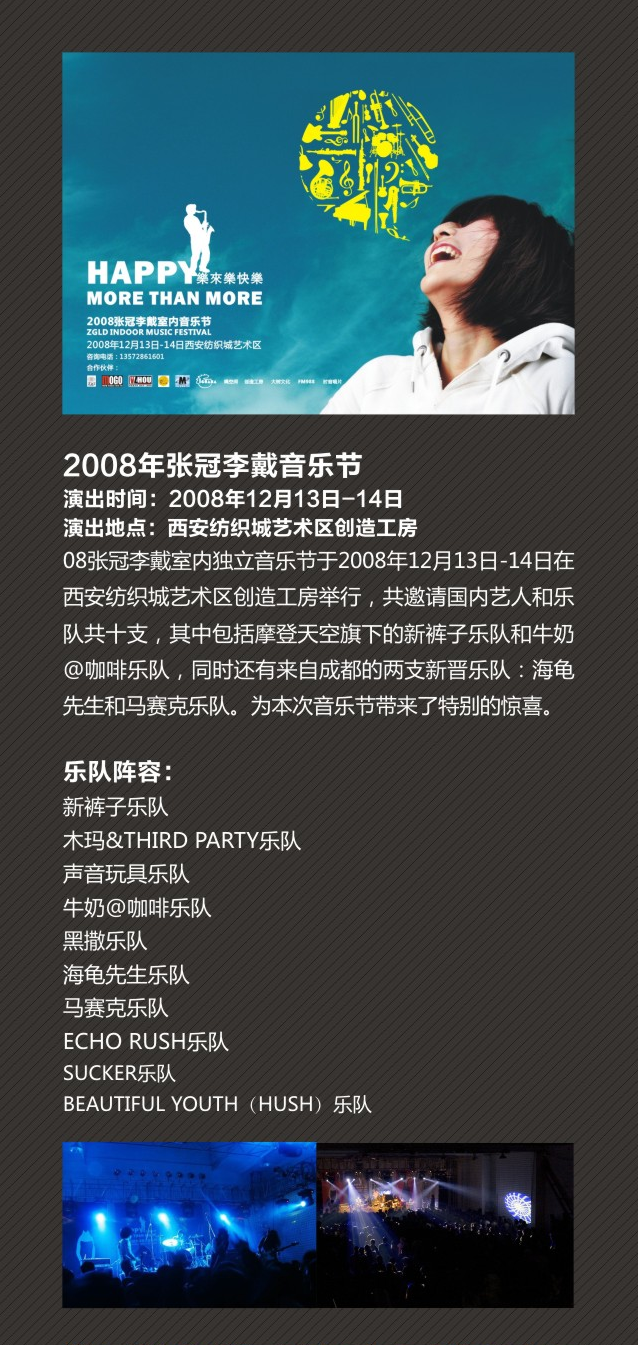 HAPPY樂來樂快樂
MORE THAN MORE
2008张冠李戴室内音乐节
ZGLD INDOOR MUSIC FESTIVAL
2008年12月13日-14日西安纺织城艺术区
咨询电话：13572861601
合作伙伴：
2008年张冠李戴音乐节
演出时间：2008年12月13日–14日
演出地点：西安纺织城艺术区创造工房
08张冠李戴室内独立音乐节于2008年12月13日-14日在
西安纺织城艺术区创造工房举行，共邀请国内艺人和乐
队共十支，其中包括摩登天空旗下的新裤子乐队和牛奶
@咖啡乐队，同时还有来自成都的两支新晋乐队：海龟
先生和马赛克乐队。为本次音乐节带来了特别的惊喜。
乐队阵容：
新裤子乐队
木玛&THIRD PARTY乐队
声音玩具乐队
牛奶@咖啡乐队
黑撒乐队
海龟先生乐队
马赛克乐队
ECHO RUSH乐队
SUCKER乐队
BEAUTIFUL YOUTH（HUSH）乐队